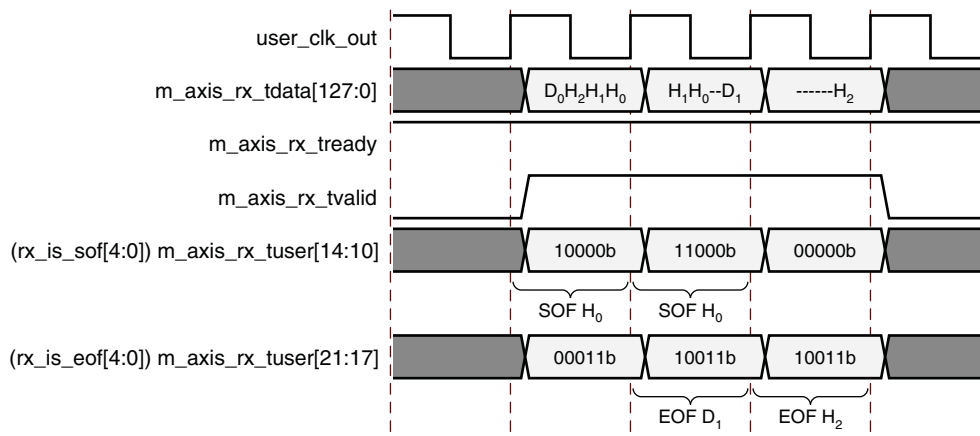 user_clk_out
m_axis_rx_tdata[127:0] D₀H₂H₁H₀ H₁H₀--D₁ ------H₂
m_axis_rx_tready
m_axis_rx_tvalid
(rx_is_sof[4:0]) m_axis_rx_tuser[14:10] 10000b 11000b 00000b
SOF H₀ SOF H₀
(rx_is_eof[4:0]) m_axis_rx_tuser[21:17] 00011b 10011b 10011b
EOF D₁ EOF H₂